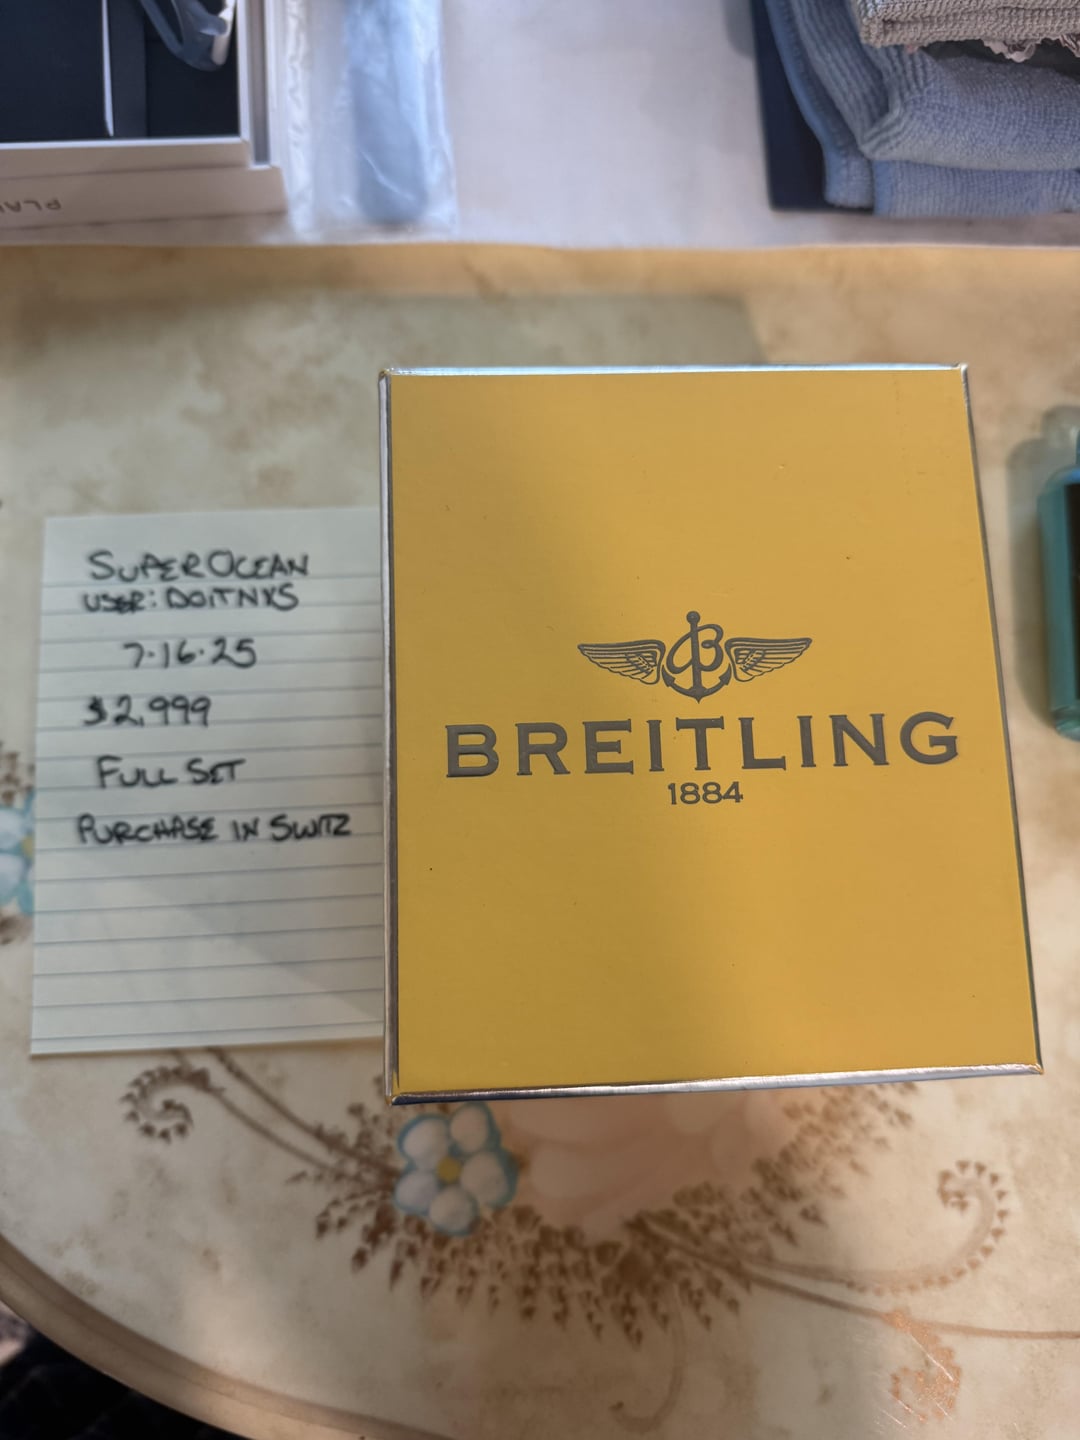 SUPEROCEAN
USER: DOITNXS
7·16·25
$2,999
FULL SET
PURCHASE IN SWITZ
B
BREITLING
1884